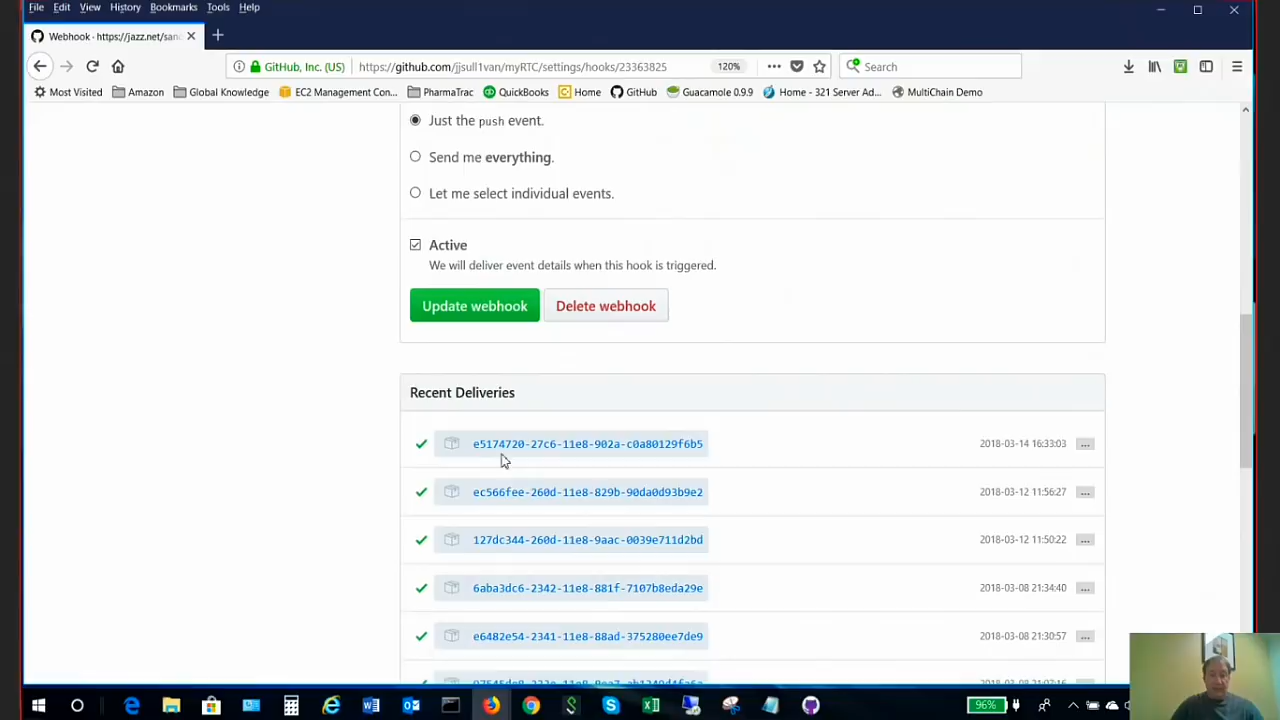 File Edit View History Bookmarks Tools Help
Webhook - https://jazz.net/san
GitHub, Inc. (US) https://github.com/jjsull1van/myRTC/settings/hooks/23363825 120% Search
Most Visited Amazon Global Knowledge EC2 Management Con... PharmaTrac QuickBooks Home GitHub Guacamole 0.9.9 Home - 321 Server Ad... MultiChain Demo
Just the push event.
Send me everything.
Let me select individual events.
Active
We will deliver event details when this hook is triggered.
Update webhook Delete webhook
Recent Deliveries
e5174720-27c6-11e8-902a-c0a80129f6b5 2018-03-14 16:33:03 ...
ec566fee-260d-11e8-829b-90da0d93b9e2 2018-03-12 11:56:27 ...
127dc344-260d-11e8-9aac-0039e711d2bd 2018-03-12 11:50:22 ...
6aba3dc6-2342-11e8-881f-7107b8eda29e 2018-03-08 21:34:40 ...
e6482e54-2341-11e8-88ad-375280ee7de9 2018-03-08 21:30:57 ...
96%